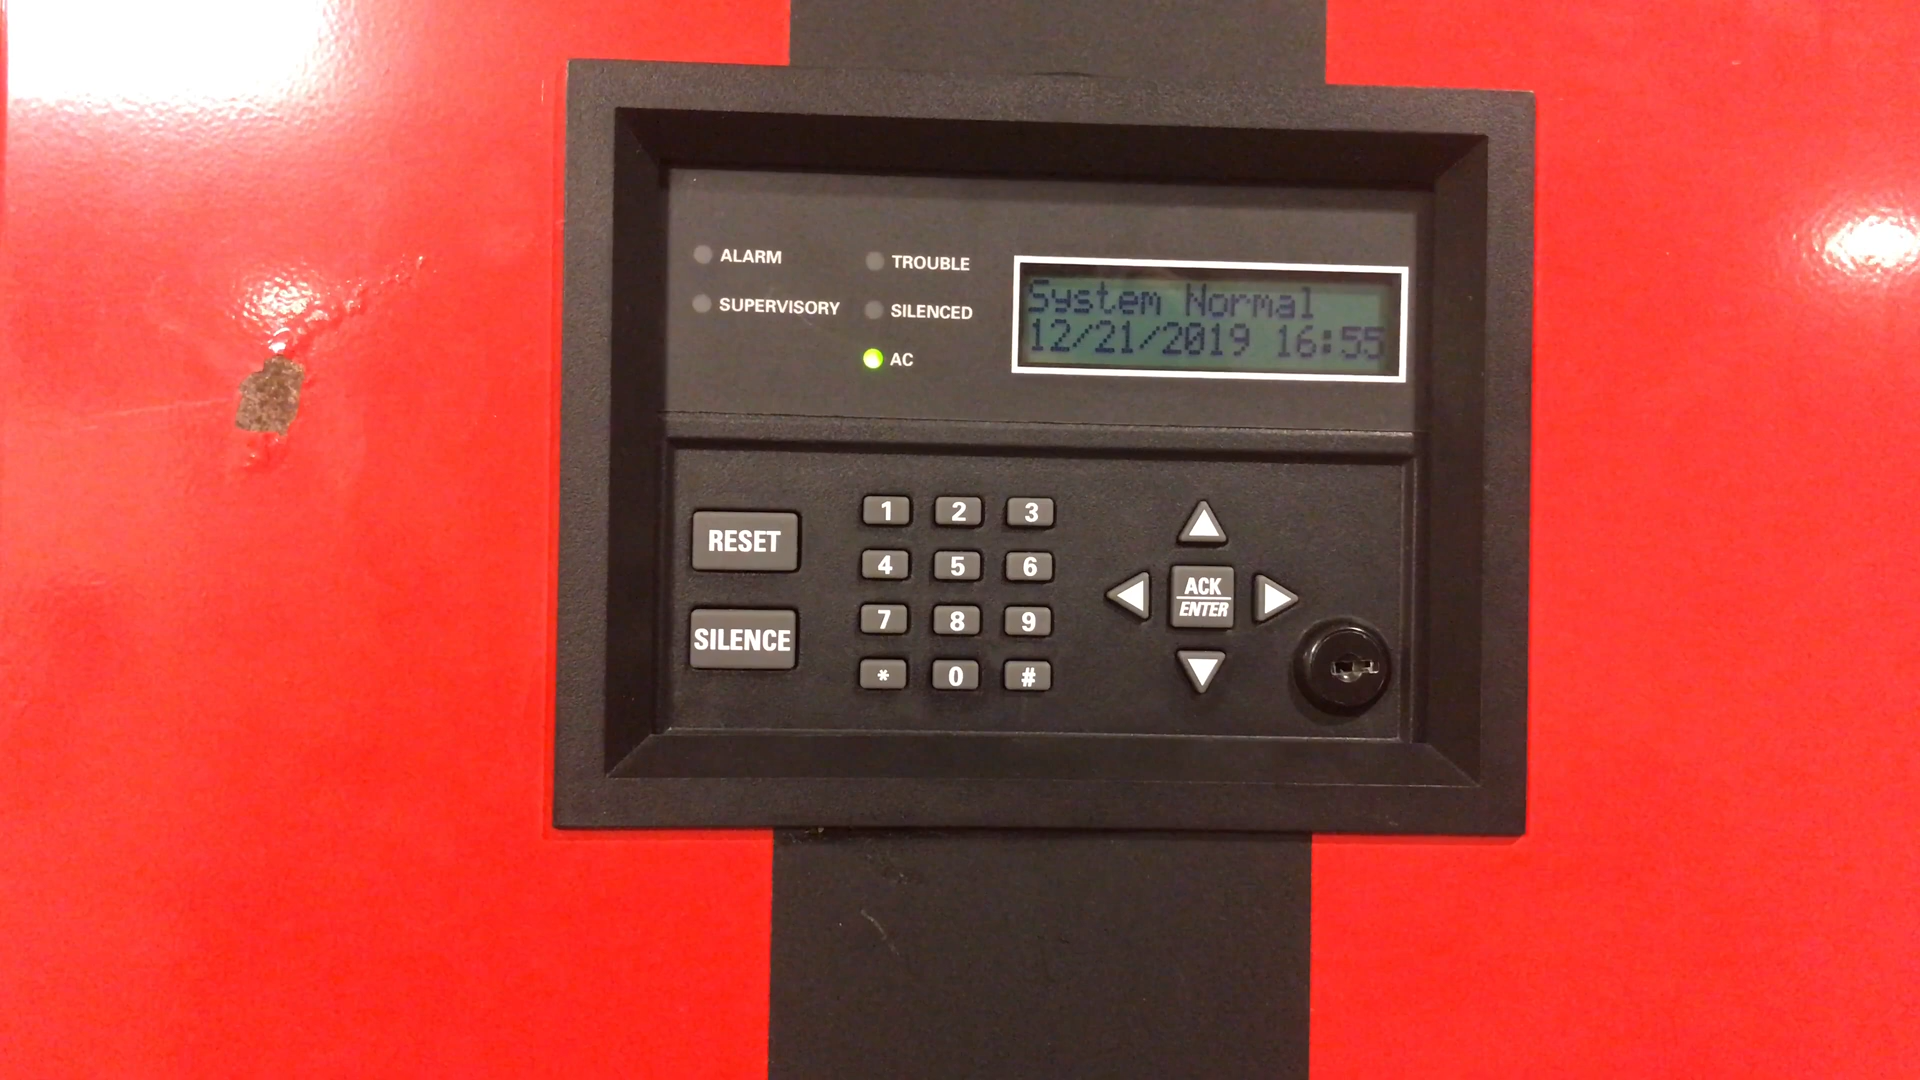 ALARM
TROUBLE
SUPERVISORY
SILENCED
AC
System Normal
12/21/2019 16:55
RESET
SILENCE
1 2 3
4 5 6
7 8 9
* 0 #
ACK
ENTER